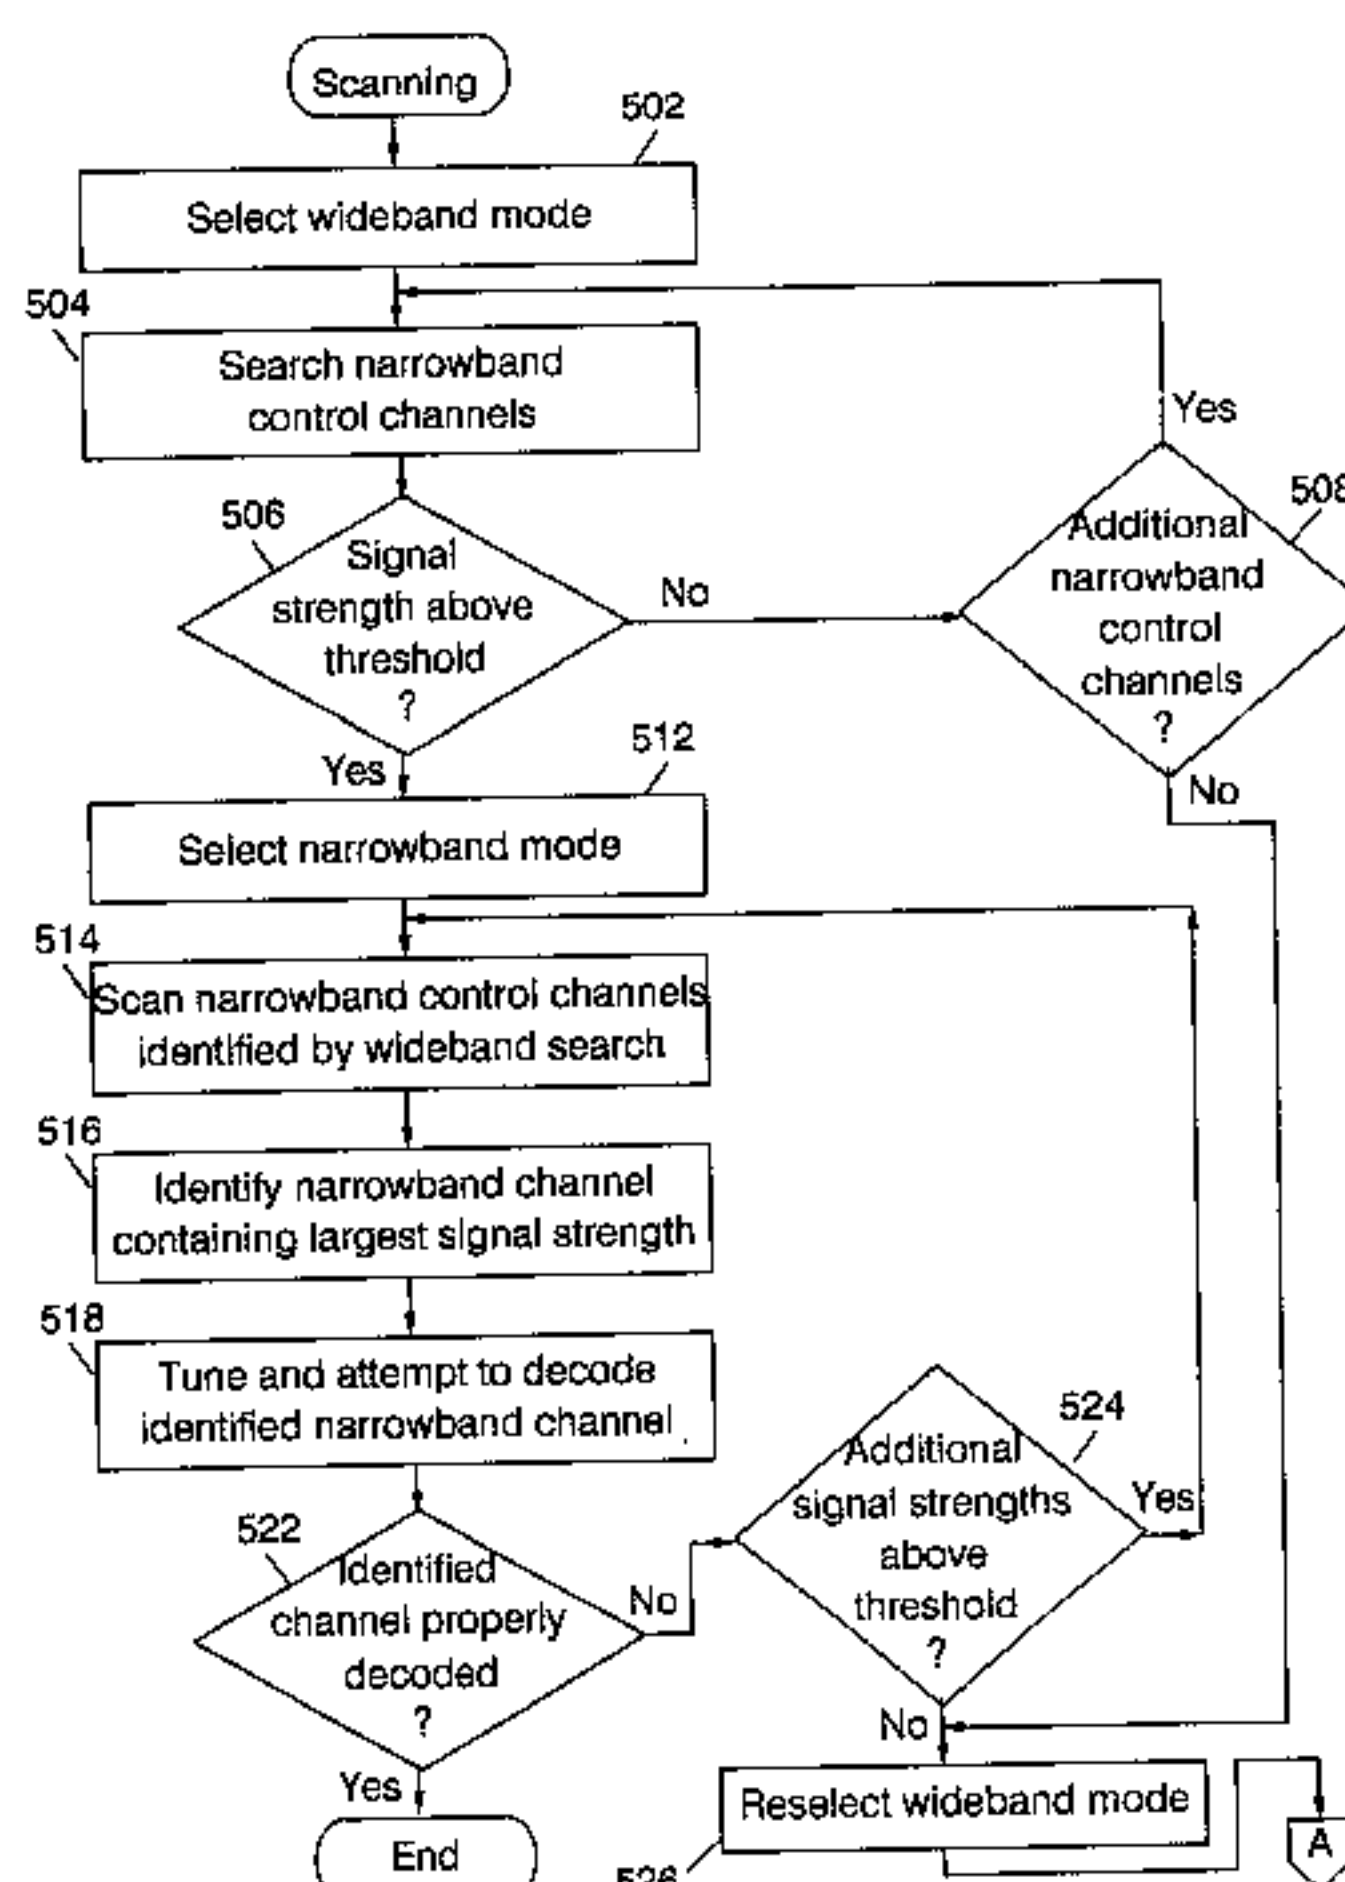 Scanning
502
Select wideband mode
504
Search narrowband
control channels
Yes
506
Signal
strength above
threshold
?
No
508
Additional
narrowband
control
channels
?
Yes
No
512
Select narrowband mode
514
Scan narrowband control channels
identified by wideband search
516
Identify narrowband channel
containing largest signal strength
518
Tune and attempt to decode
identified narrowband channel
522
Identified
channel properly
decoded
?
No
524
Additional
signal strengths
above
threshold
?
Yes
No
Yes
End
Reselect wideband mode
526
A